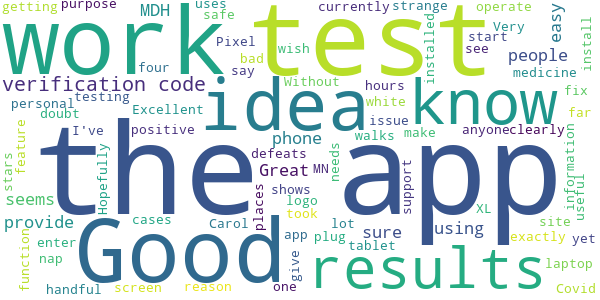 getting purpose MDH uses currently strange operate
safe
work test Pixel Very easy
four bad wish start people
say see installed install
Without medicine
verification code idea know fix
personal testing hours
doubt Excellent white far
I've positive phone issue anyone clearly
the app
walks make
stars feature Hopefully defeats needs information useful
Great MN
seems shows places support
logo XL
provide cases Carol took lot sure using site yet
Good
enter app plug tablet exactly
function nap give results laptop
screen reason
handful one Covid